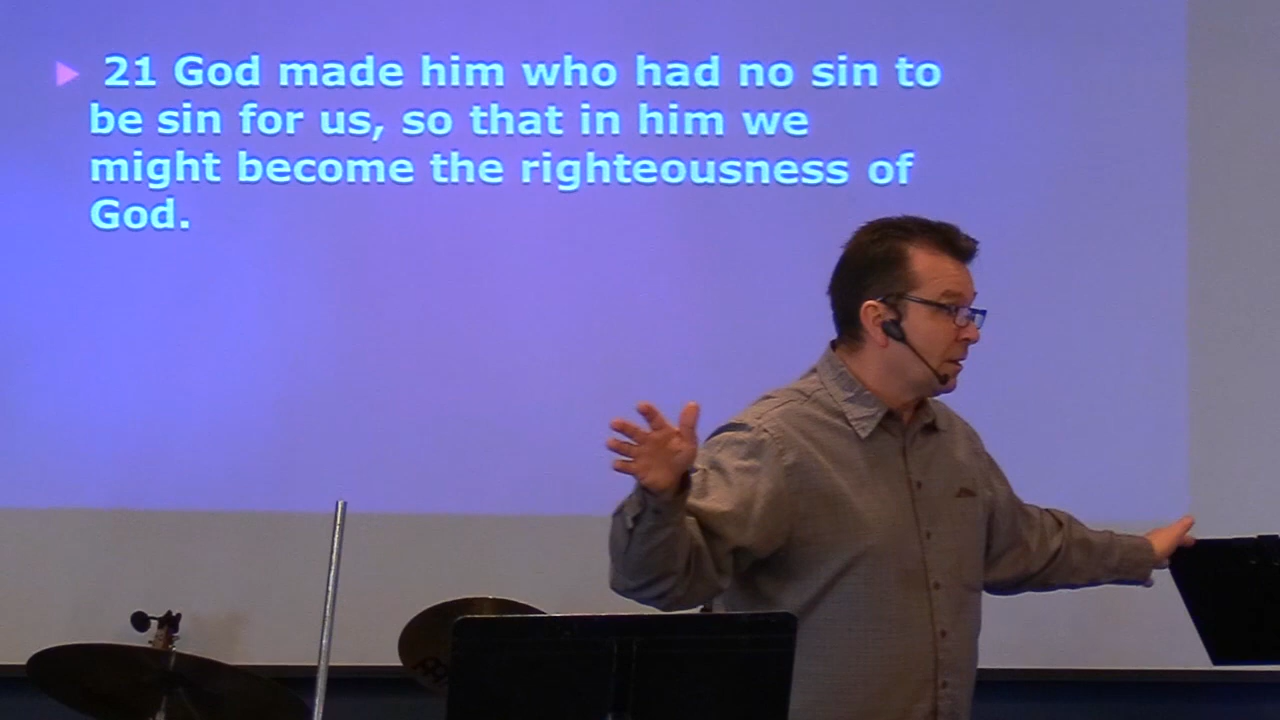 21 God made him who had no sin to
be sin for us, so that in him we
might become the righteousness of
God.